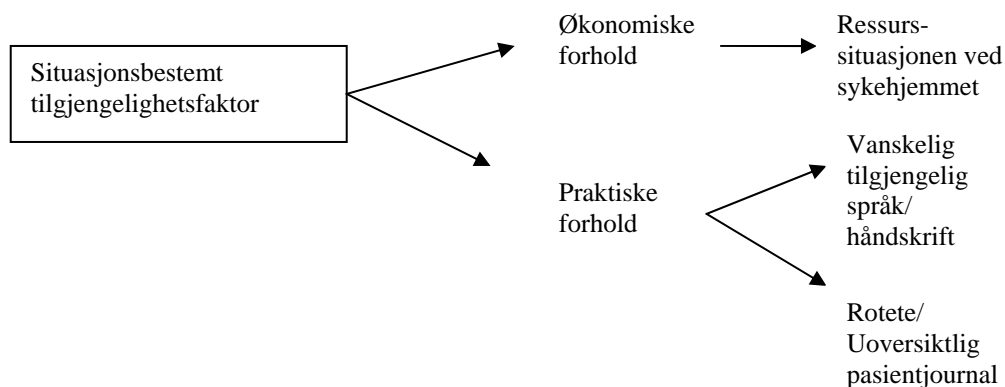 Situasjonsbestemt
tilgjengelighetsfaktor
Økonomiske
forhold
Ressurs-
situasjonen ved
sykehjemmet
Praktiske
forhold
Vanskelig
tilgjengelig
språk/
håndskrift
Rotete/
Uoversiktlig
pasientjournal